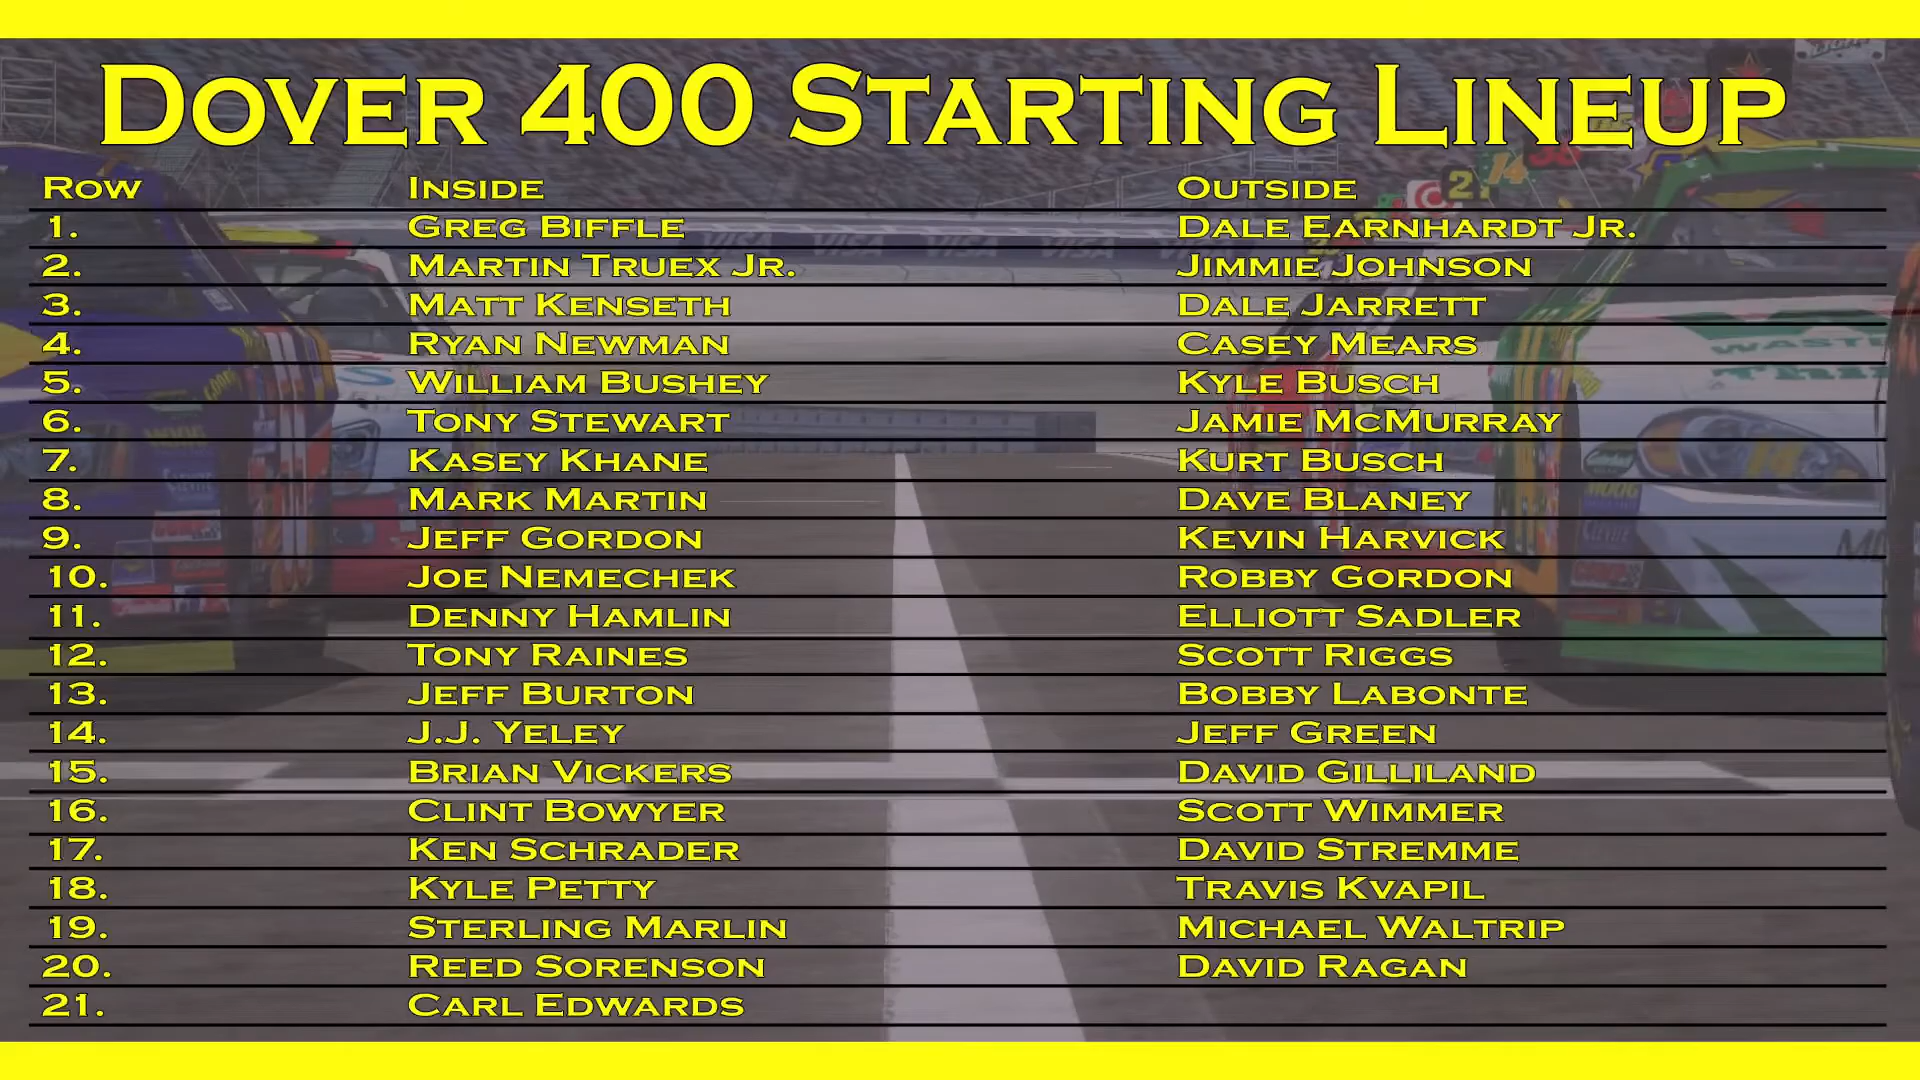 Dover 400 Starting Lineup
Row Inside Outside
1. Greg Biffle Dale Earnhardt Jr.
2. Martin Truex Jr. Jimmie Johnson
3. Matt Kenseth Dale Jarrett
4. Ryan Newman Casey Mears
5. William Bushey Kyle Busch
6. Tony Stewart Jamie McMurray
7. Kasey Khane Kurt Busch
8. Mark Martin Dave Blaney
9. Jeff Gordon Kevin Harvick
10. Joe Nemechek Robby Gordon
11. Denny Hamlin Elliott Sadler
12. Tony Raines Scott Riggs
13. Jeff Burton Bobby Labonte
14. J.J. Yeley Jeff Green
15. Brian Vickers David Gilliland
16. Clint Bowyer Scott Wimmer
17. Ken Schrader David Stremme
18. Kyle Petty Travis Kvapil
19. Sterling Marlin Michael Waltrip
20. Reed Sorenson David Ragan
21. Carl Edwards
VISA VISA VISA VISA VISA